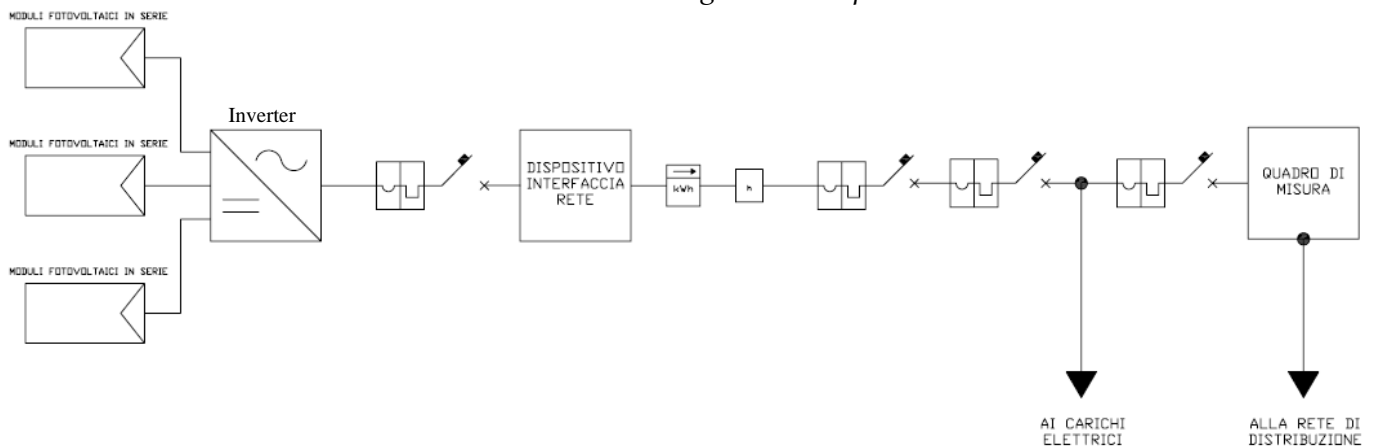 MODULI FOTOVOLTAICI IN SERIE
Inverter
MODULI FOTOVOLTAICI IN SERIE
MODULI FOTOVOLTAICI IN SERIE
DISPOSITIVO
INTERFACCIA
RETE
kWh
h
QUADRO DI
MISURA
AI CARICHI
ELETTRICI
ALLA RETE DI
DISTRIBUZIONE